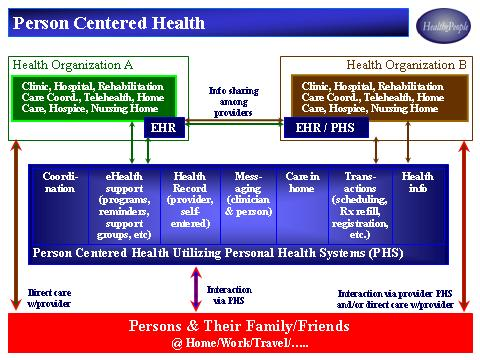 Person Centered Health
HealthyPeople
Health Organization A
Health Organization B
Clinic, Hospital, Rehabilitation
Care Coord., Telehealth, Home
Care, Hospice, Nursing Home
Info sharing
among
providers
Clinic, Hospital, Rehabilitation
Care Coord., Telehealth, Home
Care, Hospice, Nursing Home
EHR
EHR / PHS
Coordi-
nation
eHealth
support
(programs,
reminders,
support
groups, etc)
Health
Record
(provider,
self-
entered)
Mess-
aging
(clinician
& person)
Care in
home
Trans-
actions
(scheduling,
Rx refill,
registration,
etc.)
Health
info
Person Centered Health Utilizing Personal Health Systems (PHS)
Direct care
w/provider
Interaction
via PHS
Interaction via provider PHS
and/or direct care w/provider
Persons & Their Family/Friends
@ Home/Work/Travel/.....